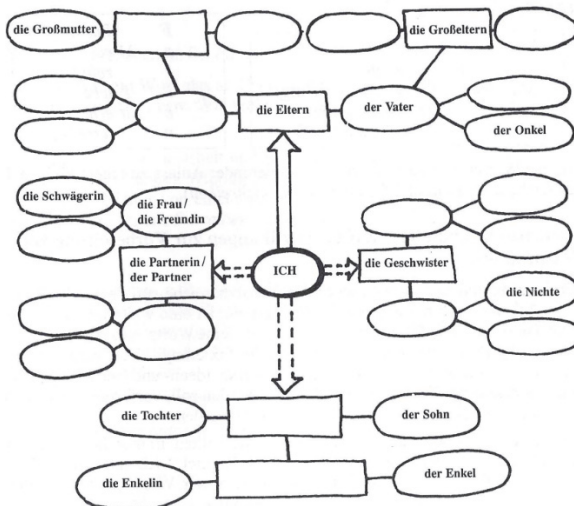 die Großmutter
die Großeltern
die Eltern
der Vater
der Onkel
die Schwägerin
die Frau/
die Freundin
die Partnerin/
der Partner
ICH
die Geschwister
die Nichte
die Tochter
der Sohn
die Enkelin
der Enkel